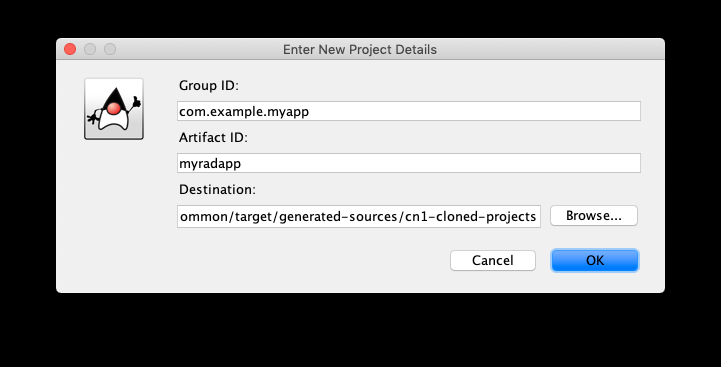 Enter New Project Details
Group ID:
com.example.myapp
Artifact ID:
myradapp
Destination:
ommon/target/generated-sources/cn1-cloned-projects Browse...
Cancel OK